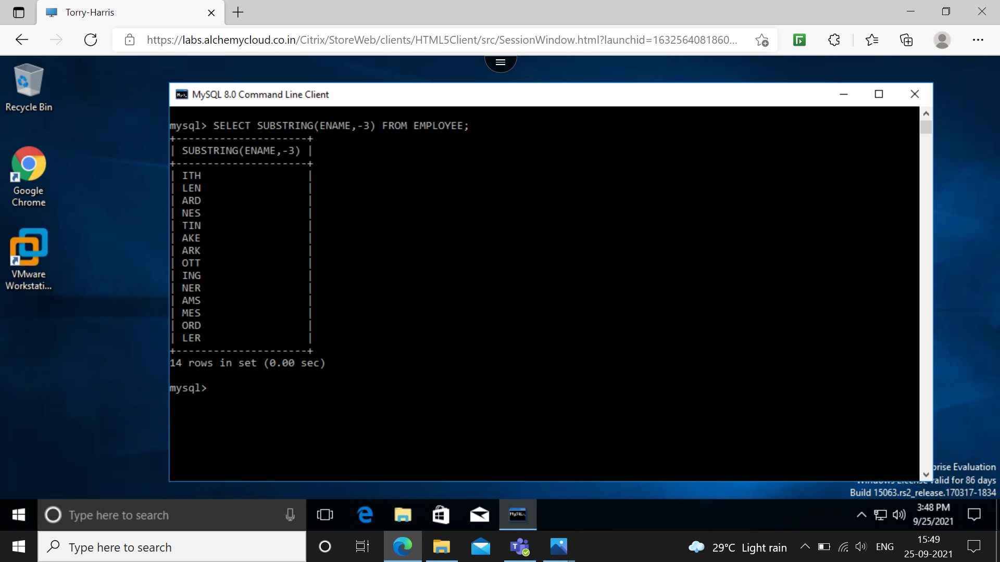 Torry-Harris
https://labs.alchemycloud.co.in/Citrix/StoreWeb/clients/HTML5Client/src/SessionWindow.html?launchid=1632564081860...
Recycle Bin
Google
Chrome
VMware
Workstati...
MySQL 8.0 Command Line Client
mysql> SELECT SUBSTRING(ENAME,-3) FROM EMPLOYEE;
+---------------------+
| SUBSTRING(ENAME,-3) |
+---------------------+
| ITH |
| LEN |
| ARD |
| NES |
| TIN |
| AKE |
| ARK |
| OTT |
| ING |
| NER |
| AMS |
| MES |
| ORD |
| LER |
+---------------------+
14 rows in set (0.00 sec)
mysql>
prise Evaluation
Windows License valid for 86 days
Build 15063.rs2_release.170317-1834
Type here to search
3:48 PM
9/25/2021
Type here to search
29°C Light rain
ENG
15:49
25-09-2021